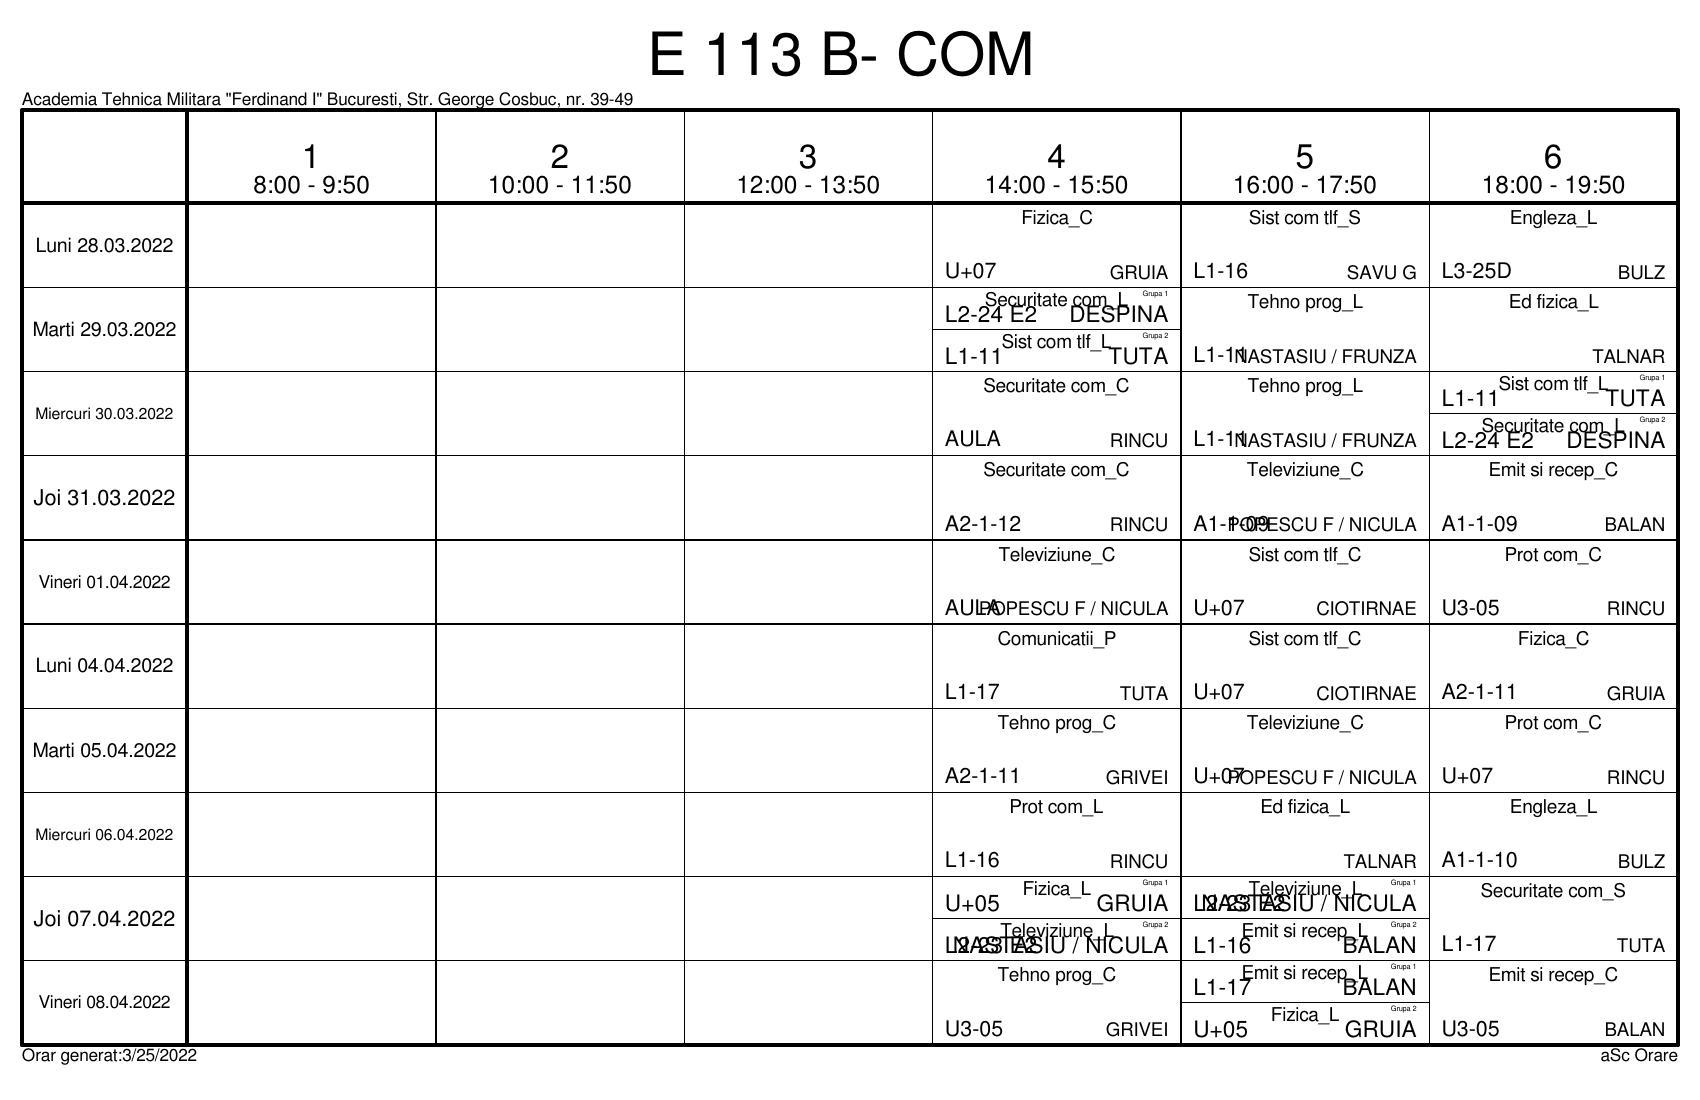 E 113 B- COM
Academia Tehnica Militara "Ferdinand I" Bucuresti, Str. George Cosbuc, nr. 39-49
1 2 3 4 5 6
8:00 - 9:50 10:00 - 11:50 12:00 - 13:50 14:00 - 15:50 16:00 - 17:50 18:00 - 19:50
Luni 28.03.2022
Fizica_C
U+07 GRUIA
Sist com tlf_S
L1-16 SAVU G
Engleza_L
L3-25D BULZ
Marti 29.03.2022
Securitate com_L Grupa 1
L2-24 E2 DESPINA
Sist com tlf_L Grupa 2
L1-11 TUTA
Tehno prog_L
L1-11 NASTASIU / FRUNZA
Ed fizica_L
TALNAR
Miercuri 30.03.2022
Securitate com_C
AULA RINCU
Tehno prog_L
L1-11 NASTASIU / FRUNZA
Sist com tlf_L Grupa 1
L1-11 TUTA
Securitate com_L Grupa 2
L2-24 E2 DESPINA
Joi 31.03.2022
Securitate com_C
A2-1-12 RINCU
Televiziune_C
A1-1-09 POPESCU F / NICULA
Emit si recep_C
A1-1-09 BALAN
Vineri 01.04.2022
Televiziune_C
AULA POPESCU F / NICULA
Sist com tlf_C
U+07 CIOTIRNAE
Prot com_C
U3-05 RINCU
Luni 04.04.2022
Comunicatii_P
L1-17 TUTA
Sist com tlf_C
U+07 CIOTIRNAE
Fizica_C
A2-1-11 GRUIA
Marti 05.04.2022
Tehno prog_C
A2-1-11 GRIVEI
Televiziune_C
U+07 POPESCU F / NICULA
Prot com_C
U+07 RINCU
Miercuri 06.04.2022
Prot com_L
L1-16 RINCU
Ed fizica_L
TALNAR
Engleza_L
A1-1-10 BULZ
Joi 07.04.2022
Fizica_L Grupa 1
U+05 GRUIA
Televiziune_L Grupa 2
L2-23 E2 NASTASIU / NICULA
Televiziune_L Grupa 1
L2-23 E2 NASTASIU / NICULA
Emit si recep_L Grupa 2
L1-16 BALAN
Securitate com_S
L1-17 TUTA
Vineri 08.04.2022
Tehno prog_C
U3-05 GRIVEI
Emit si recep_L Grupa 1
L1-17 BALAN
Fizica_L Grupa 2
U+05 GRUIA
Emit si recep_C
U3-05 BALAN
Orar generat:3/25/2022
aSc Orare